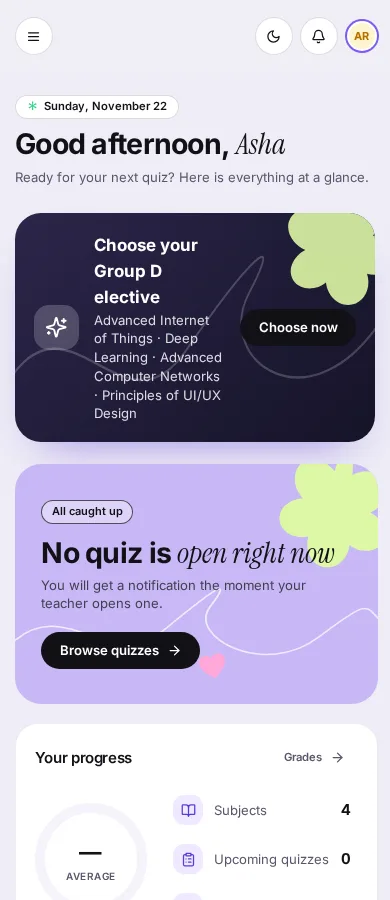 AR
Sunday, November 22
Good afternoon, Asha
Ready for your next quiz? Here is everything at a glance.
Choose your
Group D
elective
Advanced Internet
of Things · Deep
Learning · Advanced
Computer Networks
· Principles of UI/UX
Design
Choose now
All caught up
No quiz is open right now
You will get a notification the moment your
teacher opens one.
Browse quizzes
Your progress
Grades
Subjects 4
— 
AVERAGE
Upcoming quizzes 0